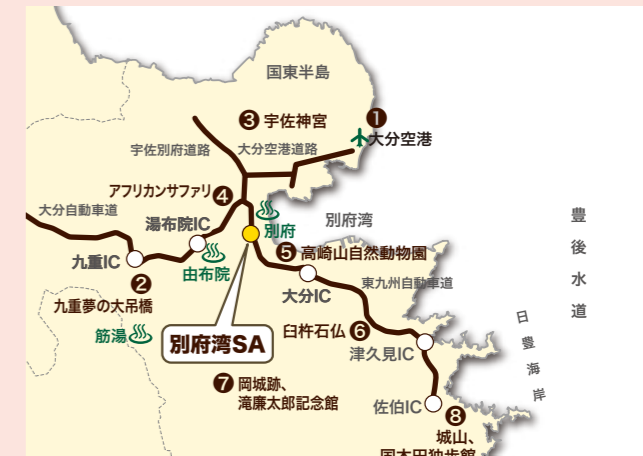 国東半島
❸ 宇佐神宮
❶
大分空港
宇佐別府道路
大分空港道路
アフリカンサファリ ❹
大分自動車道
湯布院IC
別府
別府湾
豊後水道
九重IC
由布院
❺ 高崎山自然動物園
❷
大分IC
東九州自動車道
九重夢の大吊橋
筋湯
別府湾SA
臼杵石仏 ❻
津久見IC
日豊海岸
❼ 岡城跡、
滝廉太郎記念館
佐伯IC
❽
城山、
国木田独歩館